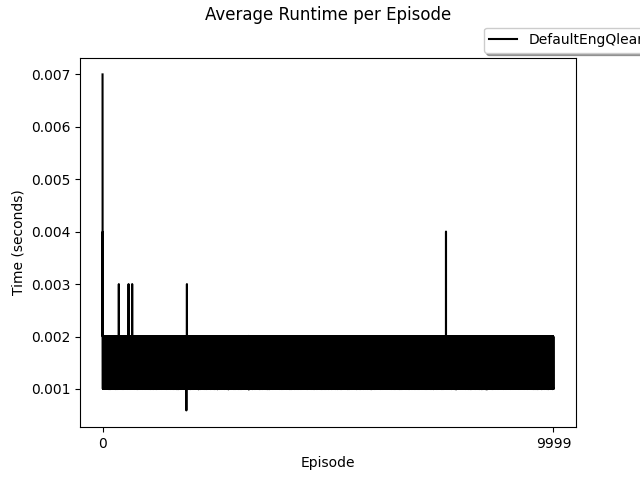 Average Runtime per Episode
DefaultEngQlear
0.007
0.006
0.005
0.004
0.003
0.002
0.001
Time (seconds)
0
9999
Episode